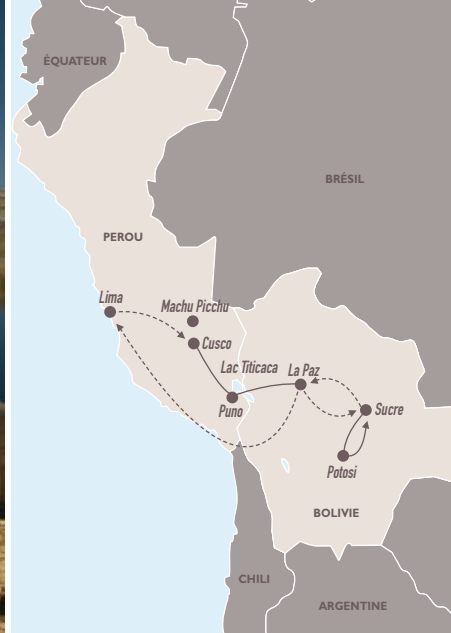 ÉQUATEUR
BRÉSIL
PEROU
Lima
Machu Picchu
Cusco
Lac Titicaca
La Paz
Puno
Sucre
Potosi
BOLIVIE
CHILI
ARGENTINE